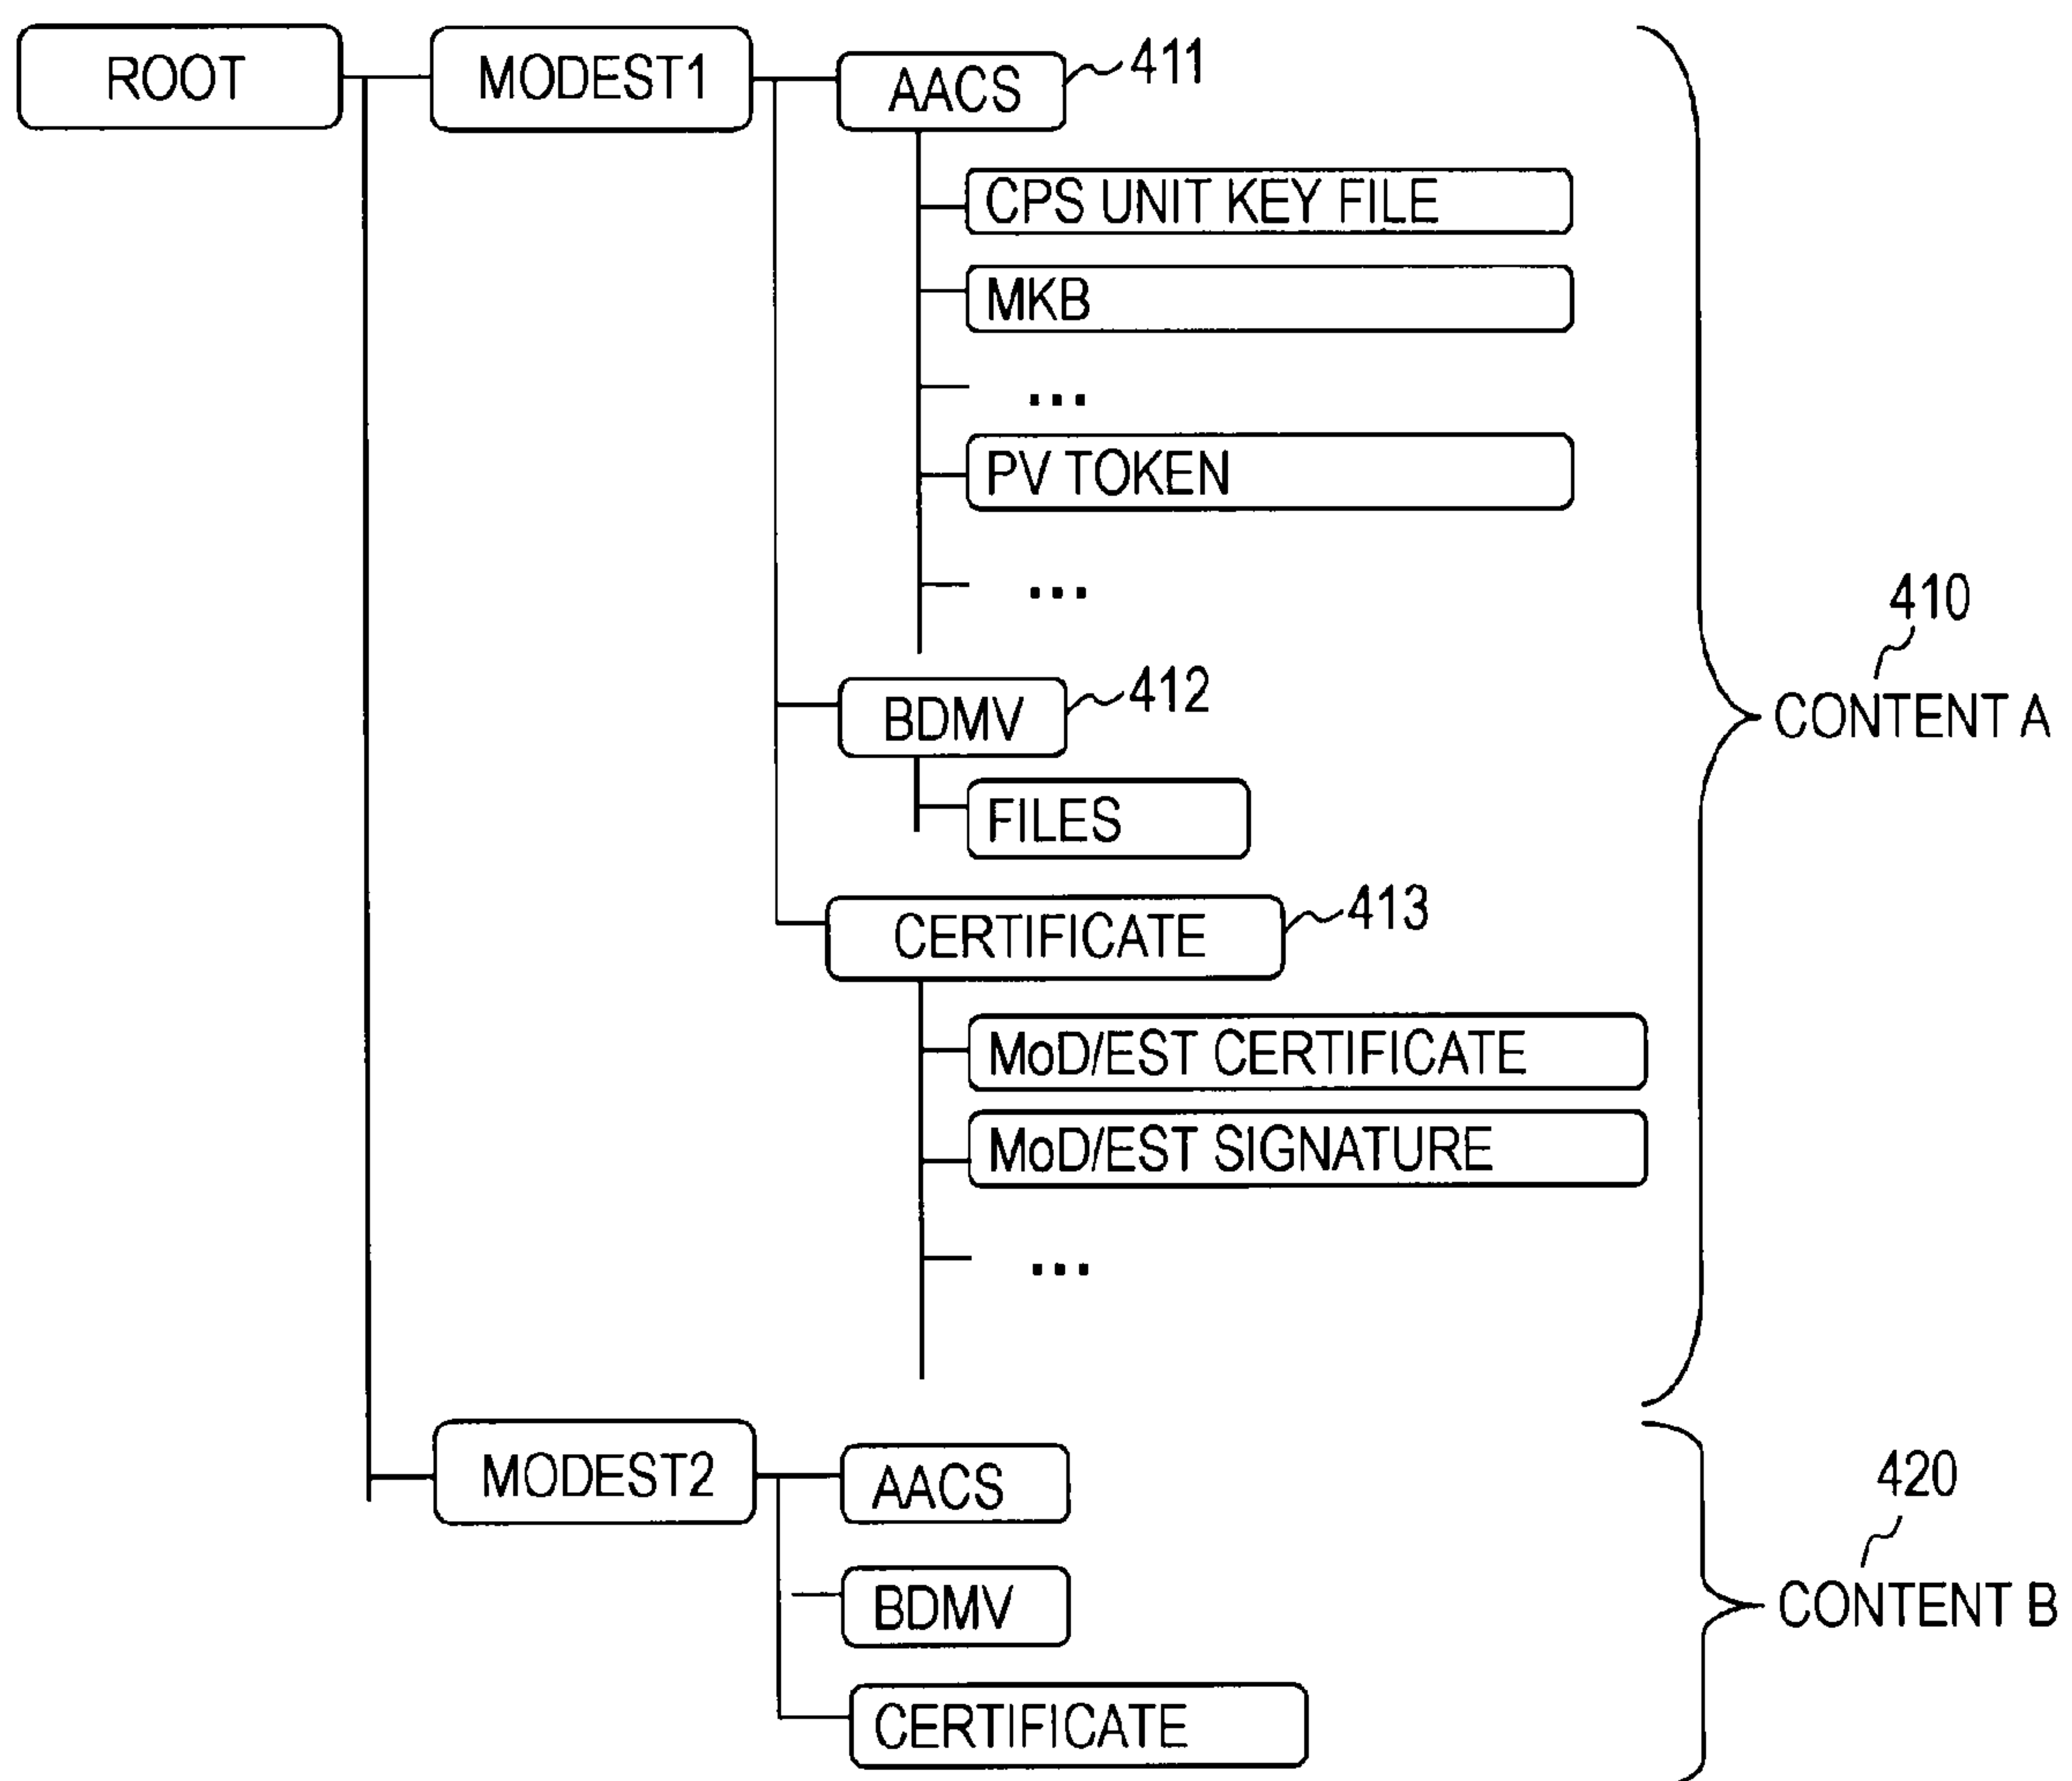 ROOT
MODEST1
AACS
411
CPS UNIT KEY FILE
MKB
...
PV TOKEN
...
410
CONTENT A
BDMV
412
FILES
CERTIFICATE
413
MoD/EST CERTIFICATE
MoD/EST SIGNATURE
...
MODEST2
AACS
420
CONTENT B
BDMV
CERTIFICATE